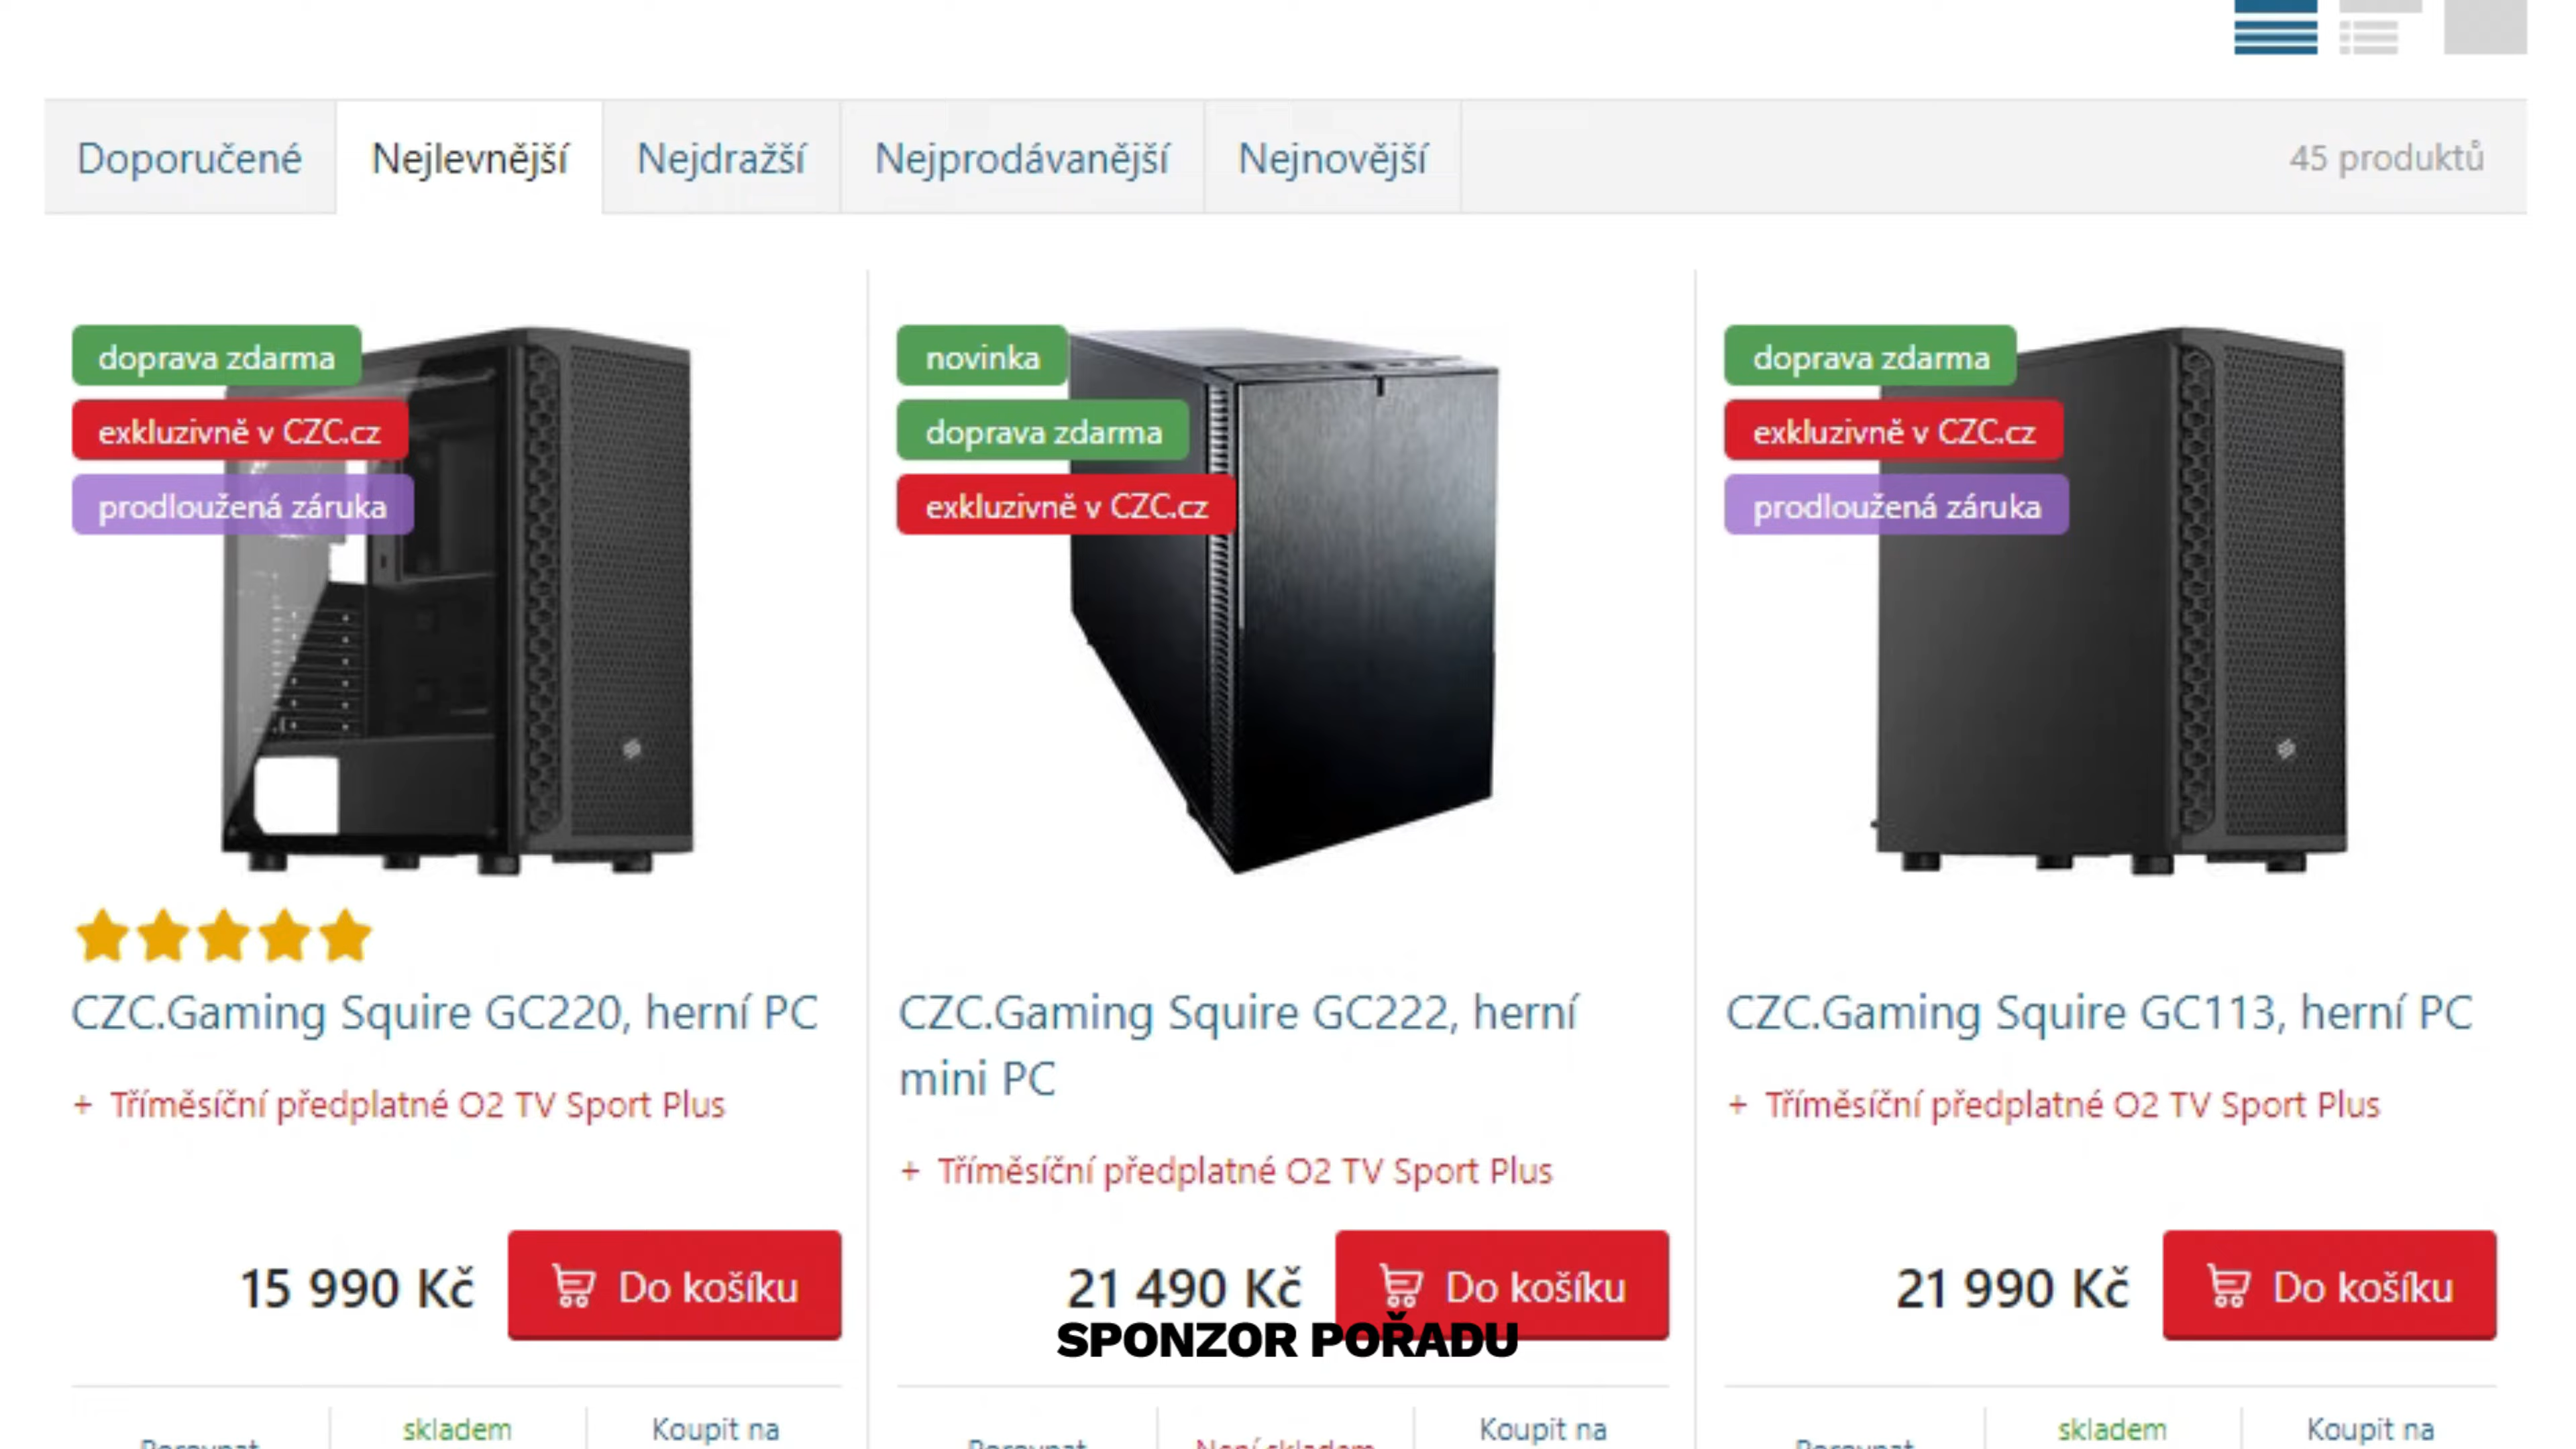 Doporučené Nejlevnější Nejdražší Nejprodávanější Nejnovější 45 produktů
doprava zdarma
exkluzivně v CZC.cz
prodloužená záruka
CZC.Gaming Squire GC220, herní PC
+ Tříměsíční předplatné O2 TV Sport Plus
15 990 Kč Do košíku
skladem Koupit na
novinka
doprava zdarma
exkluzivně v CZC.cz
CZC.Gaming Squire GC222, herní
mini PC
+ Tříměsíční předplatné O2 TV Sport Plus
21 490 Kč Do košíku
Koupit na
doprava zdarma
exkluzivně v CZC.cz
prodloužená záruka
CZC.Gaming Squire GC113, herní PC
+ Tříměsíční předplatné O2 TV Sport Plus
21 990 Kč Do košíku
skladem Koupit na
SPONZOR POŘADU